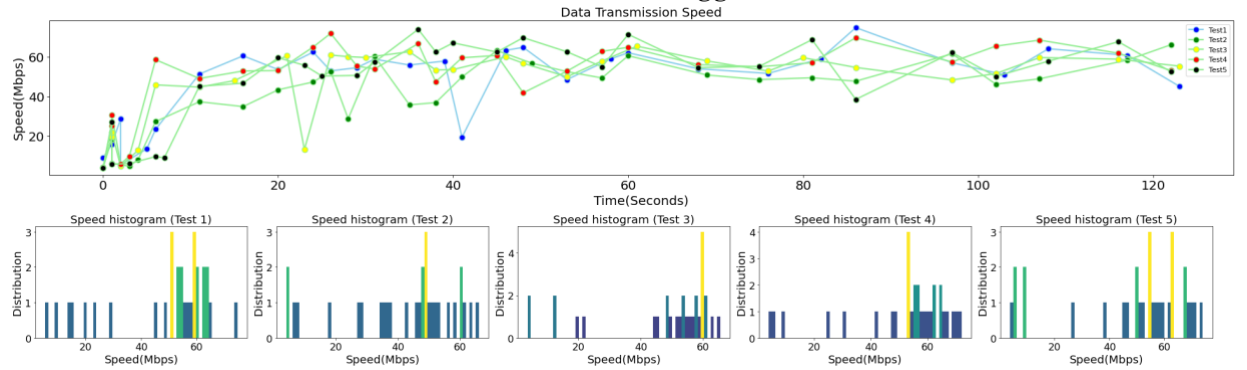 Data Transmission Speed
Speed(Mbps)
60
40
20
Test1
Test2
Test3
Test4
Test5
0 20 40 60 80 100 120
Time(Seconds)
Speed histogram (Test 1)
Distribution
3
2
1
0
20 40 60
Speed(Mbps)
Speed histogram (Test 2)
Distribution
3
2
1
0
20 40 60
Speed(Mbps)
Speed histogram (Test 3)
Distribution
4
2
0
20 40 60
Speed(Mbps)
Speed histogram (Test 4)
Distribution
4
3
2
1
0
20 40 60
Speed(Mbps)
Speed histogram (Test 5)
Distribution
3
2
1
0
20 40 60
Speed(Mbps)